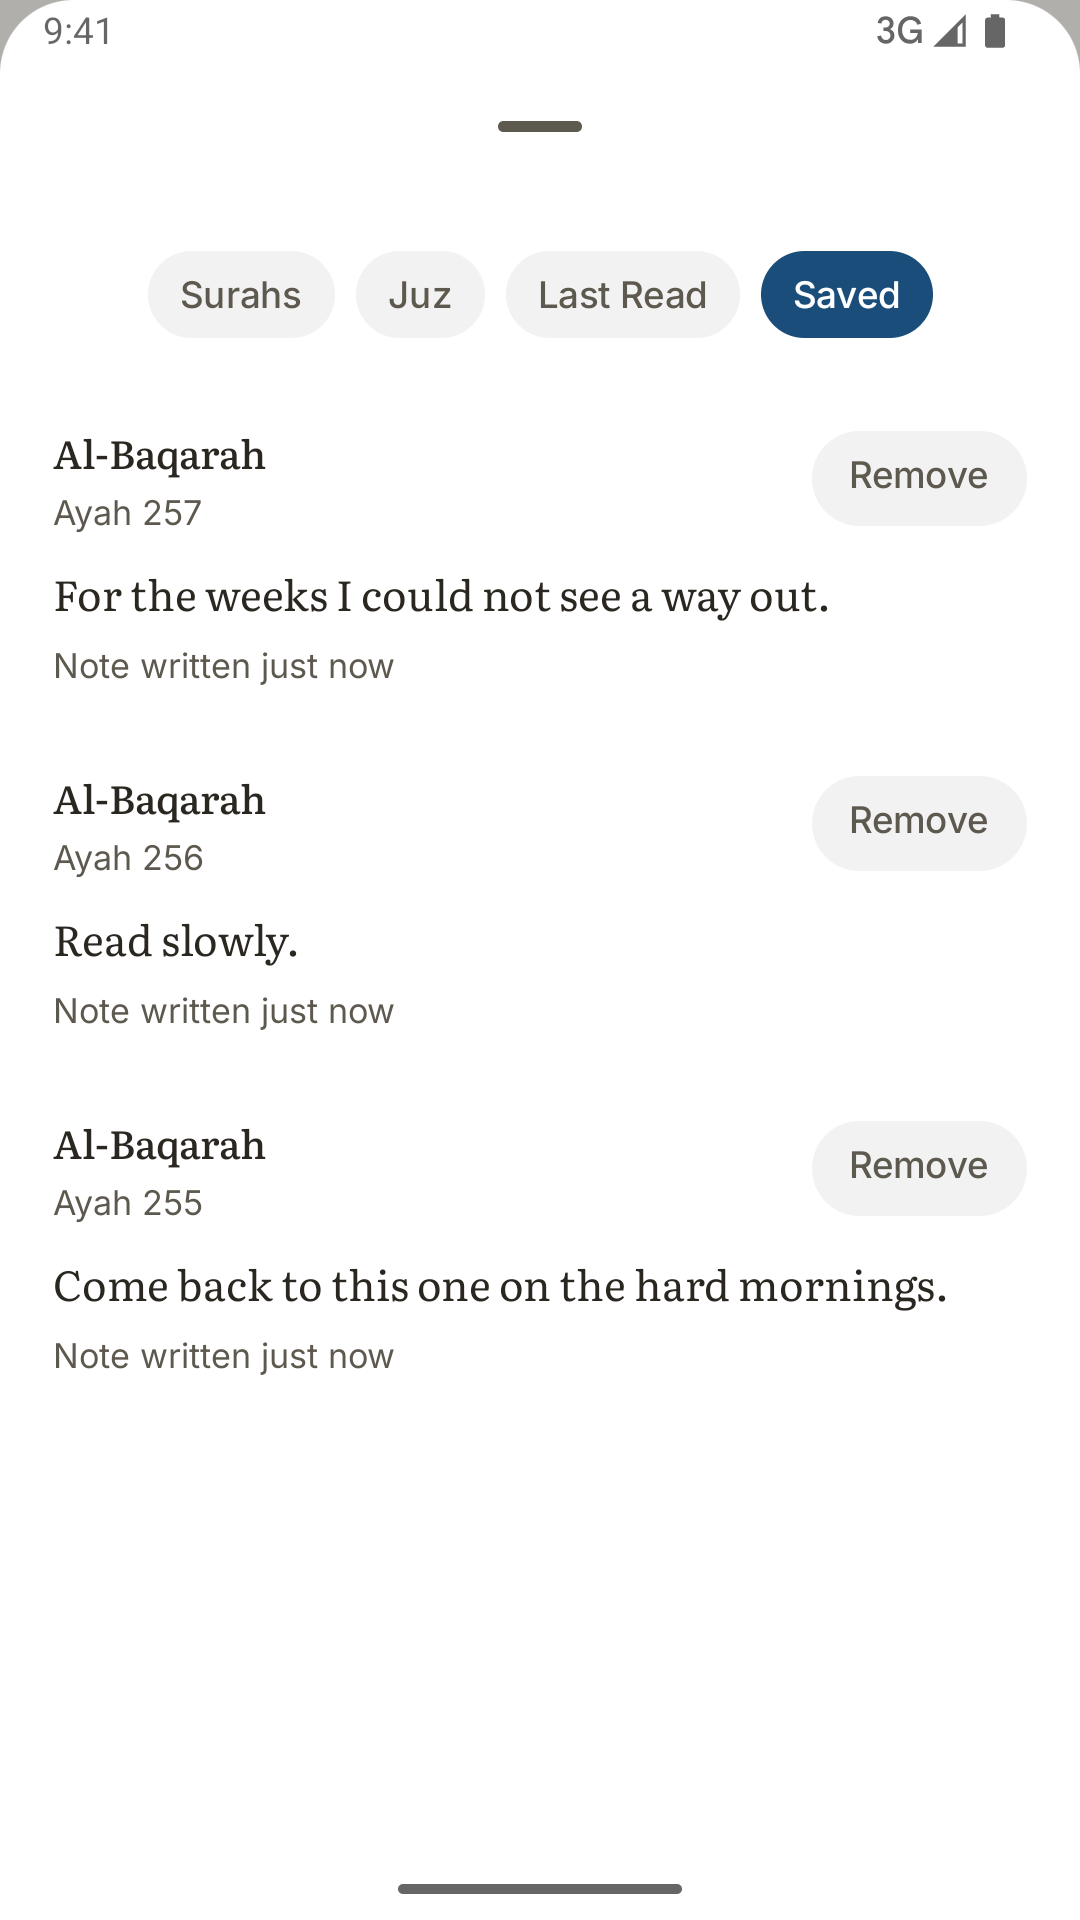 9:41 3G
Surahs Juz Last Read Saved
Al-Baqarah Remove
Ayah 257
For the weeks I could not see a way out.
Note written just now
Al-Baqarah Remove
Ayah 256
Read slowly.
Note written just now
Al-Baqarah Remove
Ayah 255
Come back to this one on the hard mornings.
Note written just now